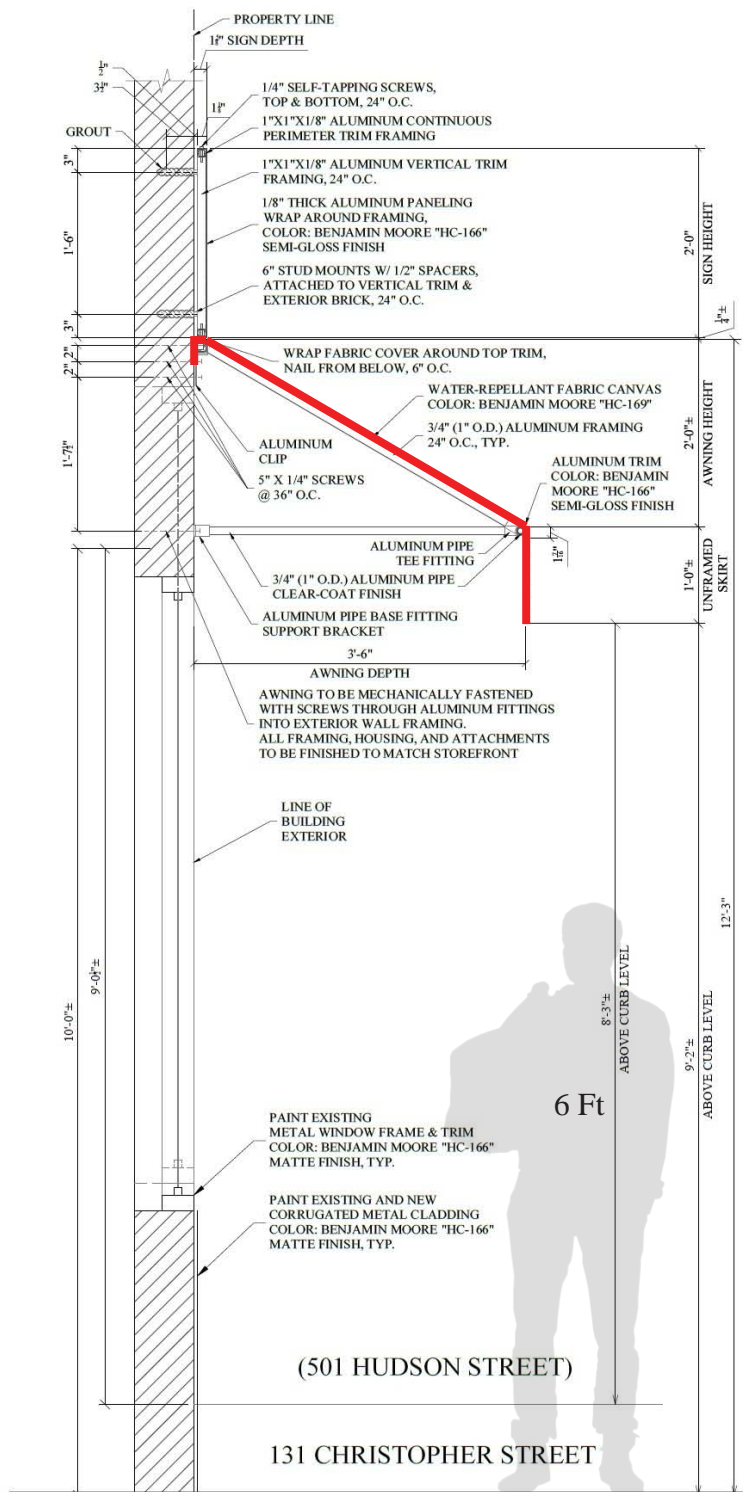 PROPERTY LINE
1½" SIGN DEPTH
½"
3½"
1/4" SELF-TAPPING SCREWS,
TOP & BOTTOM, 24" O.C.
1"X1"X1/8" ALUMINUM CONTINUOUS
PERIMETER TRIM FRAMING
GROUT
3"
1"X1"X1/8" ALUMINUM VERTICAL TRIM
FRAMING, 24" O.C.
1/8" THICK ALUMINUM PANELING
WRAP AROUND FRAMING,
COLOR: BENJAMIN MOORE "HC-166"
SEMI-GLOSS FINISH
1'-6"
2'-0"
SIGN HEIGHT
6" STUD MOUNTS W/ 1/2" SPACERS,
ATTACHED TO VERTICAL TRIM &
EXTERIOR BRICK, 24" O.C.
3"
¼"±
2"
2"
WRAP FABRIC COVER AROUND TOP TRIM,
NAIL FROM BELOW, 6" O.C.
WATER-REPELLANT FABRIC CANVAS
COLOR: BENJAMIN MOORE "HC-169"
3/4" (1" O.D.) ALUMINUM FRAMING
24" O.C., TYP.
2'-0"±
AWNING HEIGHT
1'-7½"
ALUMINUM
CLIP
5" X 1/4" SCREWS
@ 36" O.C.
ALUMINUM TRIM
COLOR: BENJAMIN
MOORE "HC-166"
SEMI-GLOSS FINISH
ALUMINUM PIPE
TEE FITTING
3/4" (1" O.D.) ALUMINUM PIPE
CLEAR-COAT FINISH
1'-0"±
UNFRAMED
SKIRT
ALUMINUM PIPE BASE FITTING
SUPPORT BRACKET
3'-6"
AWNING DEPTH
AWNING TO BE MECHANICALLY FASTENED
WITH SCREWS THROUGH ALUMINUM FITTINGS
INTO EXTERIOR WALL FRAMING.
ALL FRAMING, HOUSING, AND ATTACHMENTS
TO BE FINISHED TO MATCH STOREFRONT
LINE OF
BUILDING
EXTERIOR
12'-3"
9'-0½"±
10'-0"±
8'-3"±
ABOVE CURB LEVEL
9'-2"±
ABOVE CURB LEVEL
6 Ft
PAINT EXISTING
METAL WINDOW FRAME & TRIM
COLOR: BENJAMIN MOORE "HC-166"
MATTE FINISH, TYP.
PAINT EXISTING AND NEW
CORRUGATED METAL CLADDING
COLOR: BENJAMIN MOORE "HC-166"
MATTE FINISH, TYP.
(501 HUDSON STREET)
131 CHRISTOPHER STREET